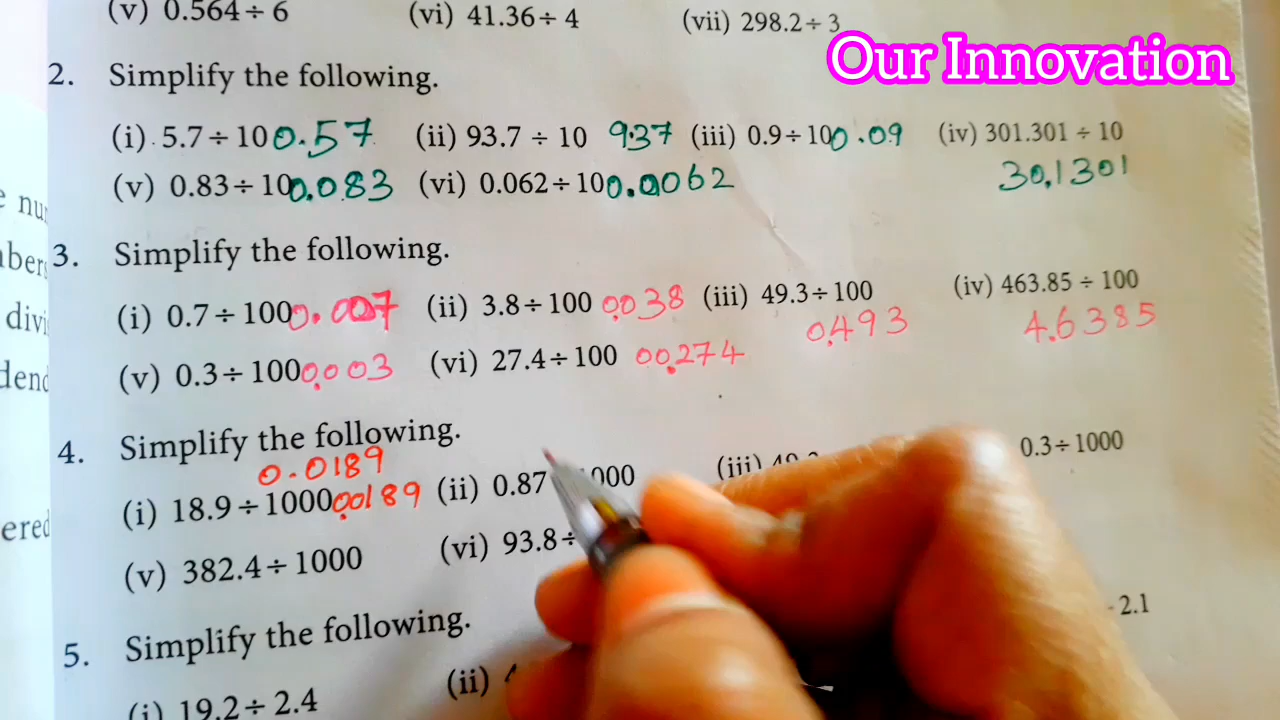 (v) 0.564 ÷ 6 (vi) 41.36 ÷ 4 (vii) 298.2 ÷ 3
Our Innovation
2. Simplify the following.
(i) 5.7 ÷ 10 0.57 (ii) 93.7 ÷ 10 9.37 (iii) 0.9 ÷ 10 0.09 (iv) 301.301 ÷ 10
30.1301
(v) 0.83 ÷ 10 0.083 (vi) 0.062 ÷ 10 0.0062
3. Simplify the following.
(i) 0.7 ÷ 100 0.007 (ii) 3.8 ÷ 100 0.038 (iii) 49.3 ÷ 100 (iv) 463.85 ÷ 100
0.493 4.6385
(v) 0.3 ÷ 100 0.003 (vi) 27.4 ÷ 100 00.274
4. Simplify the following.
0.0189
(i) 18.9 ÷ 1000 0.0189 (ii) 0.87 000 (iii) 0.3 ÷ 1000
(v) 382.4 ÷ 1000 (vi) 93.8 ÷
5. Simplify the following.
2.1
(i) 19.2 ÷ 2.4 (ii)